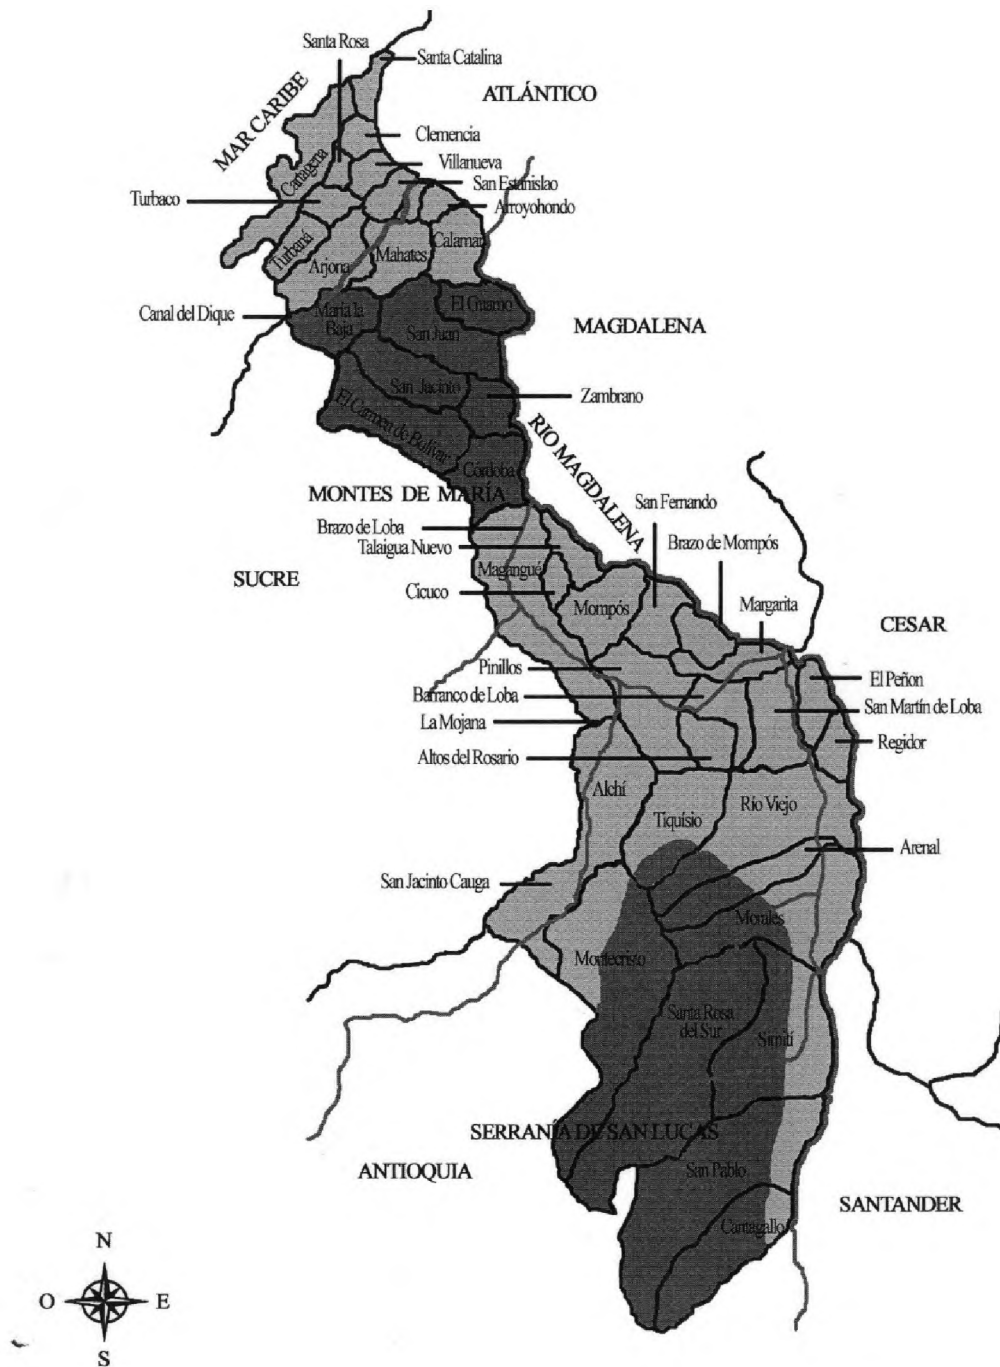 Santa Rosa
Santa Catalina
ATLÁNTICO
MAR CARIBE
Clemencia
Villanueva
Cartagena
San Estanislao
Turbaco
Arroyohondo
Turbaná
Calamar
Mahates
Arjona
Canal del Dique
María la
Baja
El Guamo
San Juan
MAGDALENA
San Jacinto
Zambrano
El Carmen de Bolívar
RIO MAGDALENA
Córdoba
MONTES DE MARÍA
San Fernando
Brazo de Loba
Talaigua Nuevo
Brazo de Mompós
SUCRE
Magangué
Cicuco
Mompós
Margarita
CESAR
Pinillos
El Peñon
Barranco de Loba
San Martín de Loba
La Mojana
Regidor
Altos del Rosario
Alchí
Río Viejo
Tiquísio
Arenal
San Jacinto Cauga
Morales
Montecristo
Santa Rosa
del Sur
Simití
SERRANÍA DE SAN LUCAS
ANTIOQUIA
San Pablo
SANTANDER
Cantagallo
N
O
E
S